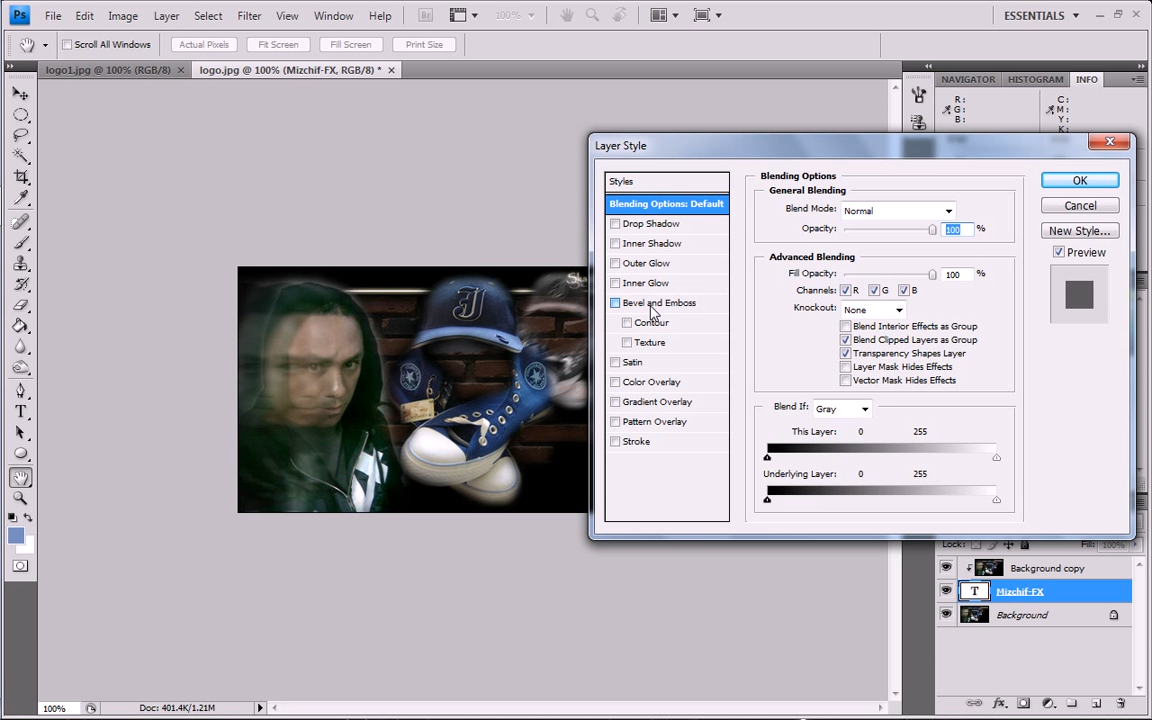 Ps File Edit Image Layer Select Filter View Window Help Br 100% ESSENTIALS
Scroll All Windows Actual Pixels Fit Screen Fill Screen Print Size
logo1.jpg @ 100% (RGB/8) logo.jpg @ 100% (Mizchif-FX, RGB/8) *
NAVIGATOR HISTOGRAM INFO
R: C:
G: M:
B: Y:
K:
Layer Style
Styles
Blending Options: Default
Drop Shadow
Inner Shadow
Outer Glow
Inner Glow
Bevel and Emboss
Contour
Texture
Satin
Color Overlay
Gradient Overlay
Pattern Overlay
Stroke
Blending Options
General Blending
Blend Mode: Normal
Opacity: 100 %
Advanced Blending
Fill Opacity: 100 %
Channels: R G B
Knockout: None
Blend Interior Effects as Group
Blend Clipped Layers as Group
Transparency Shapes Layer
Layer Mask Hides Effects
Vector Mask Hides Effects
Blend If: Gray
This Layer: 0 255
Underlying Layer: 0 255
OK
Cancel
New Style...
Preview
Lock: Fill: 100%
Background copy
T Mizchif-FX
Background
100% Doc: 401.4K/1.21M